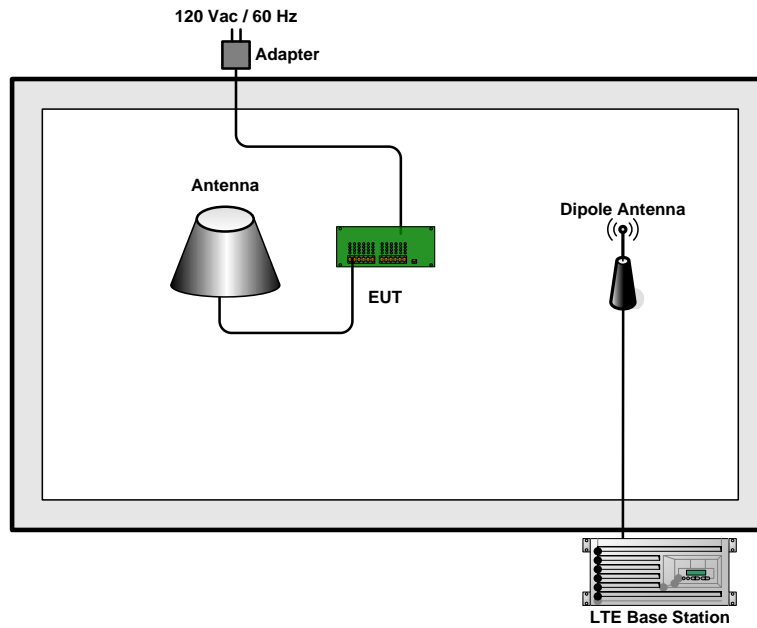 120 Vac / 60 Hz
Adapter
Antenna
Dipole Antenna
EUT
LTE Base Station